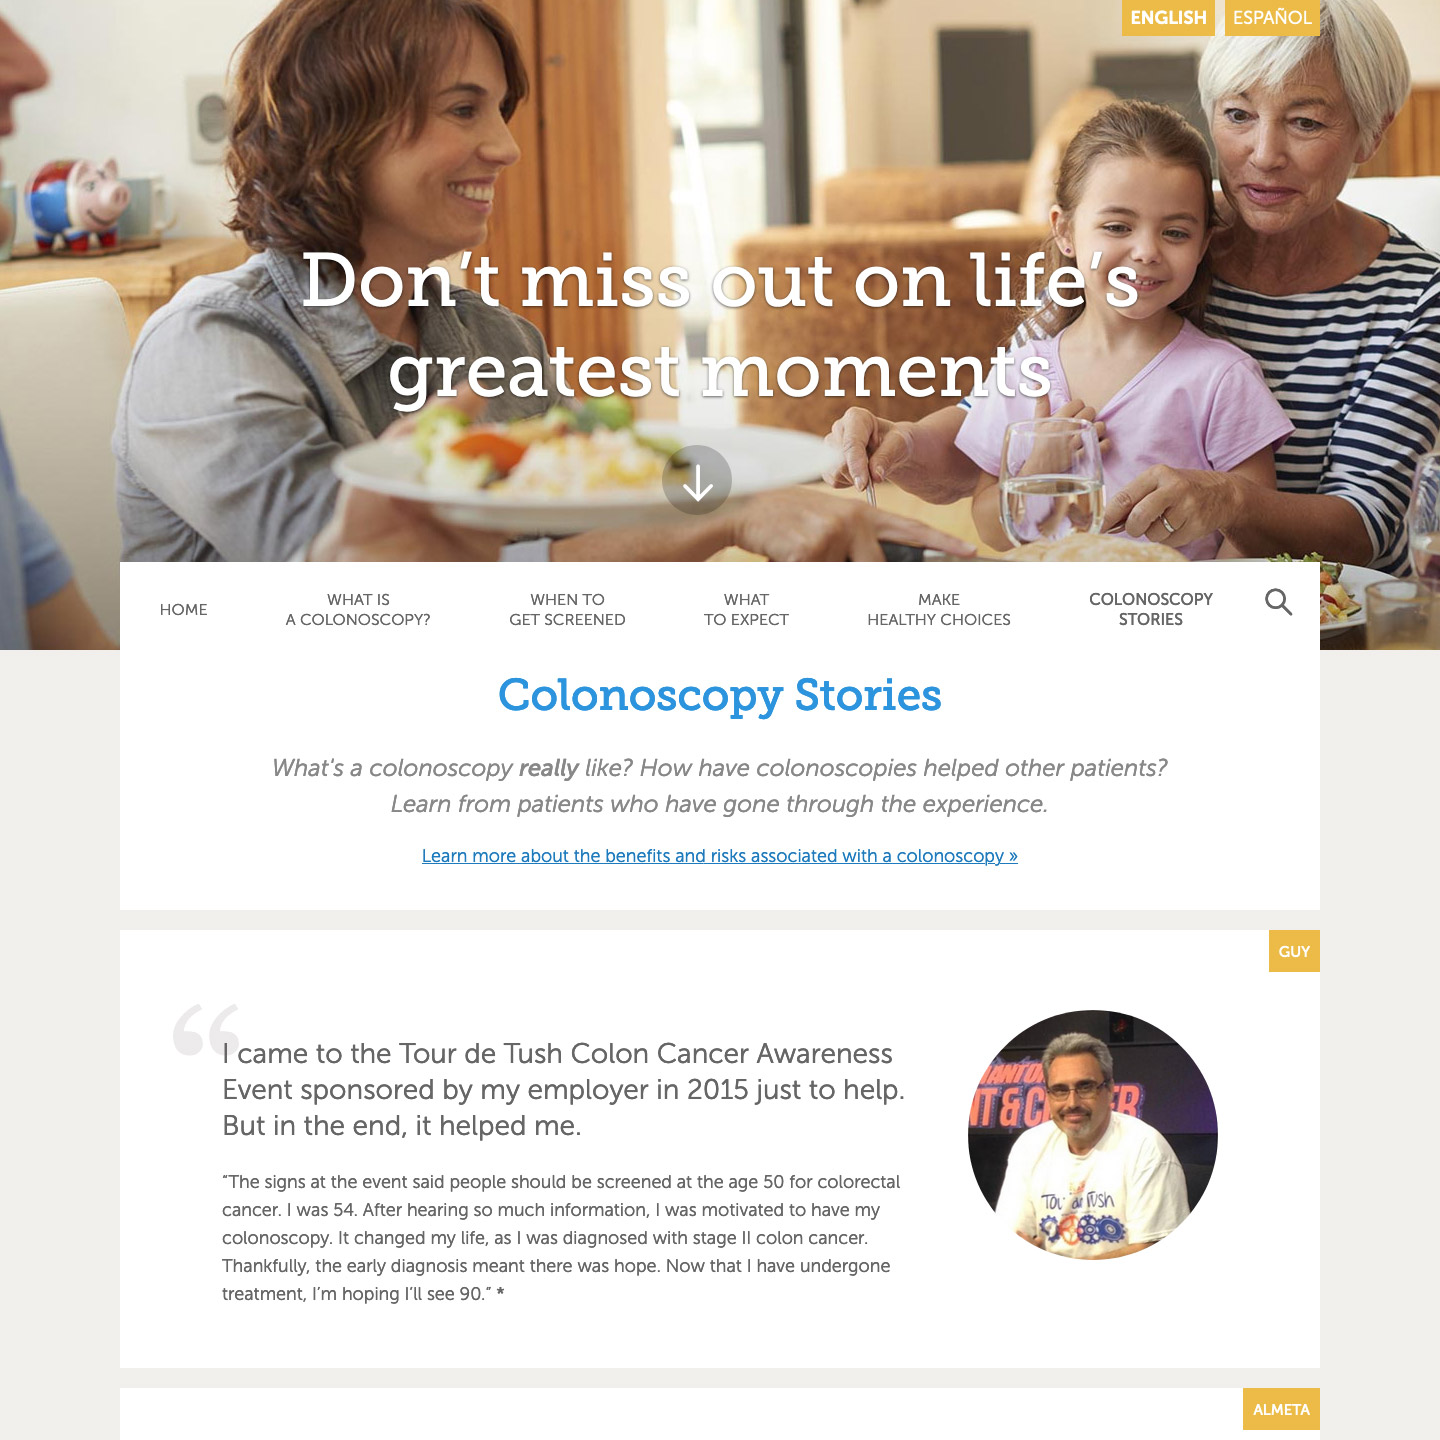 ENGLISH
ESPAÑOL
Don’t miss out on life’s
greatest moments
HOME
WHAT IS
A COLONOSCOPY?
WHEN TO
GET SCREENED
WHAT
TO EXPECT
MAKE
HEALTHY CHOICES
COLONOSCOPY
STORIES
Colonoscopy Stories
What's a colonoscopy really like? How have colonoscopies helped other patients?
Learn from patients who have gone through the experience.
Learn more about the benefits and risks associated with a colonoscopy »
GUY
“
I came to the Tour de Tush Colon Cancer Awareness
Event sponsored by my employer in 2015 just to help.
But in the end, it helped me.
“The signs at the event said people should be screened at the age 50 for colorectal
cancer. I was 54. After hearing so much information, I was motivated to have my
colonoscopy. It changed my life, as I was diagnosed with stage II colon cancer.
Thankfully, the early diagnosis meant there was hope. Now that I have undergone
treatment, I’m hoping I’ll see 90.” *
ALMETA